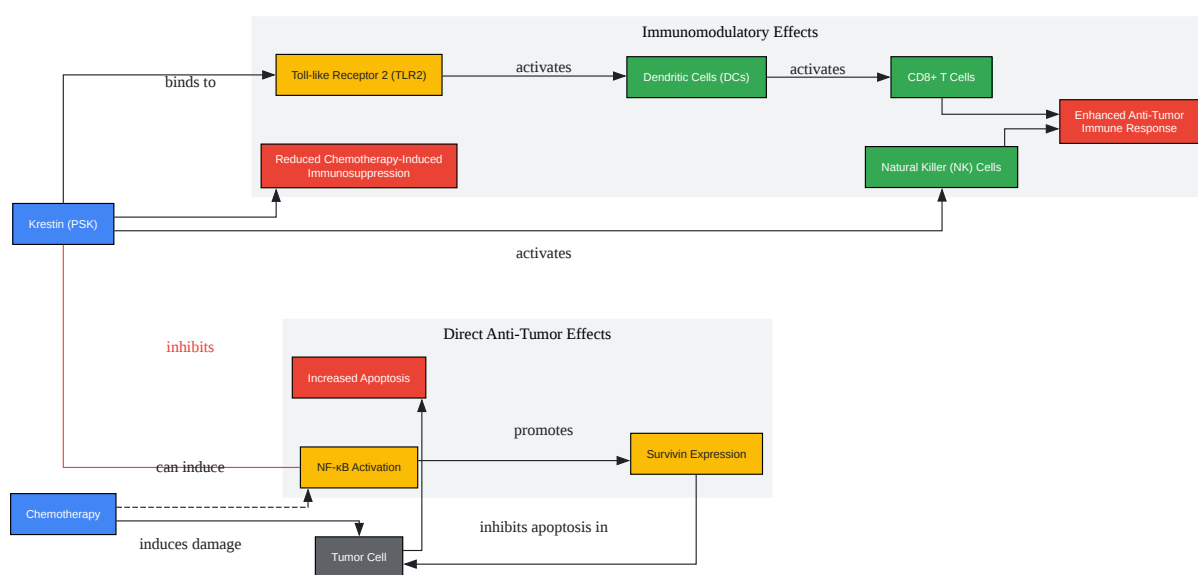 Immunomodulatory Effects
Toll-like Receptor 2 (TLR2)
activates
Dendritic Cells (DCs)
activates
CD8+ T Cells
binds to
Enhanced Anti-Tumor
Immune Response
Reduced Chemotherapy-Induced
Immunosuppression
Natural Killer (NK) Cells
Krestin (PSK)
activates
Direct Anti-Tumor Effects
inhibits
Increased Apoptosis
promotes
Survivin Expression
can induce
NF-κB Activation
Chemotherapy
inhibits apoptosis in
induces damage
Tumor Cell